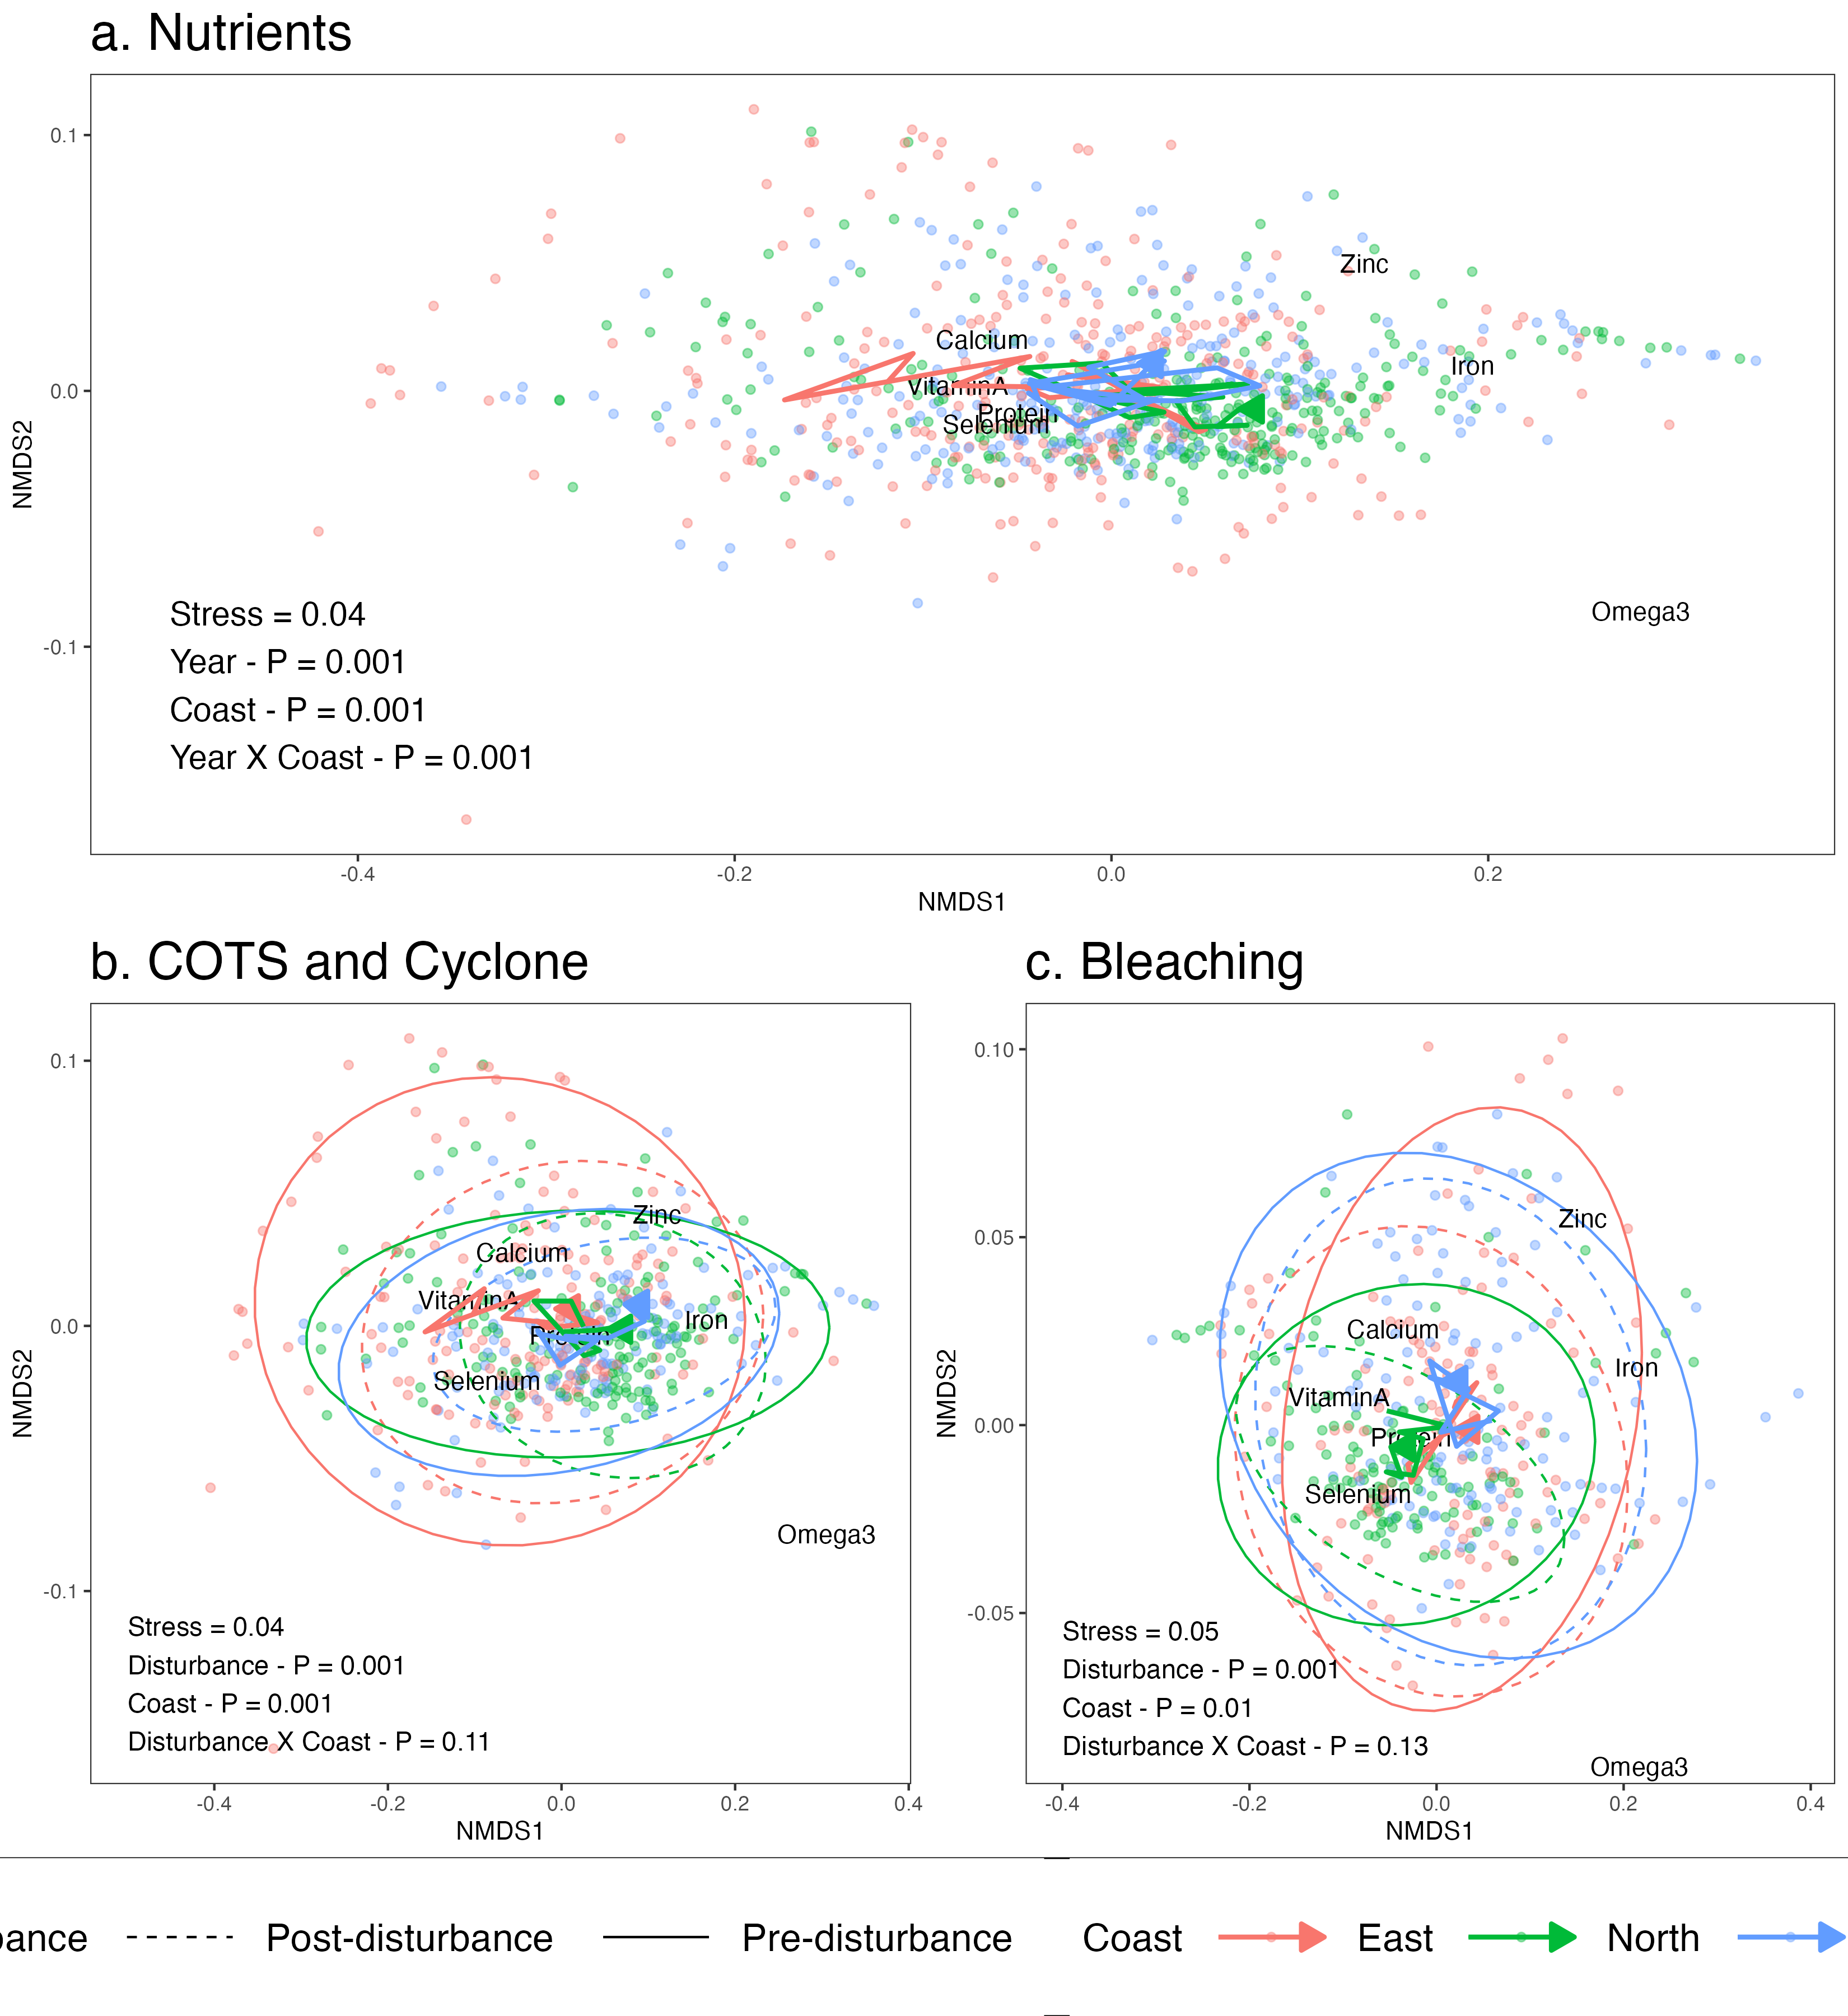 a. Nutrients
0.1
0.0
-0.1
NMDS2
Zinc
Calcium
Iron
VitaminA
Protein
Selenium
Omega3
Stress = 0.04
Year - P = 0.001
Coast - P = 0.001
Year X Coast - P = 0.001
-0.4 -0.2 0.0 0.2
NMDS1
b. COTS and Cyclone
0.1
0.0
-0.1
NMDS2
Zinc
Calcium
VitaminA
Iron
Protein
Selenium
Omega3
Stress = 0.04
Disturbance - P = 0.001
Coast - P = 0.001
Disturbance X Coast - P = 0.11
-0.4 -0.2 0.0 0.2 0.4
NMDS1
c. Bleaching
0.10
0.05
0.00
-0.05
NMDS2
Zinc
Calcium
Iron
VitaminA
Protein
Selenium
Stress = 0.05
Disturbance - P = 0.001
Coast - P = 0.01
Disturbance X Coast - P = 0.13
Omega3
-0.4 -0.2 0.0 0.2 0.4
NMDS1
bance Post-disturbance Pre-disturbance Coast East North